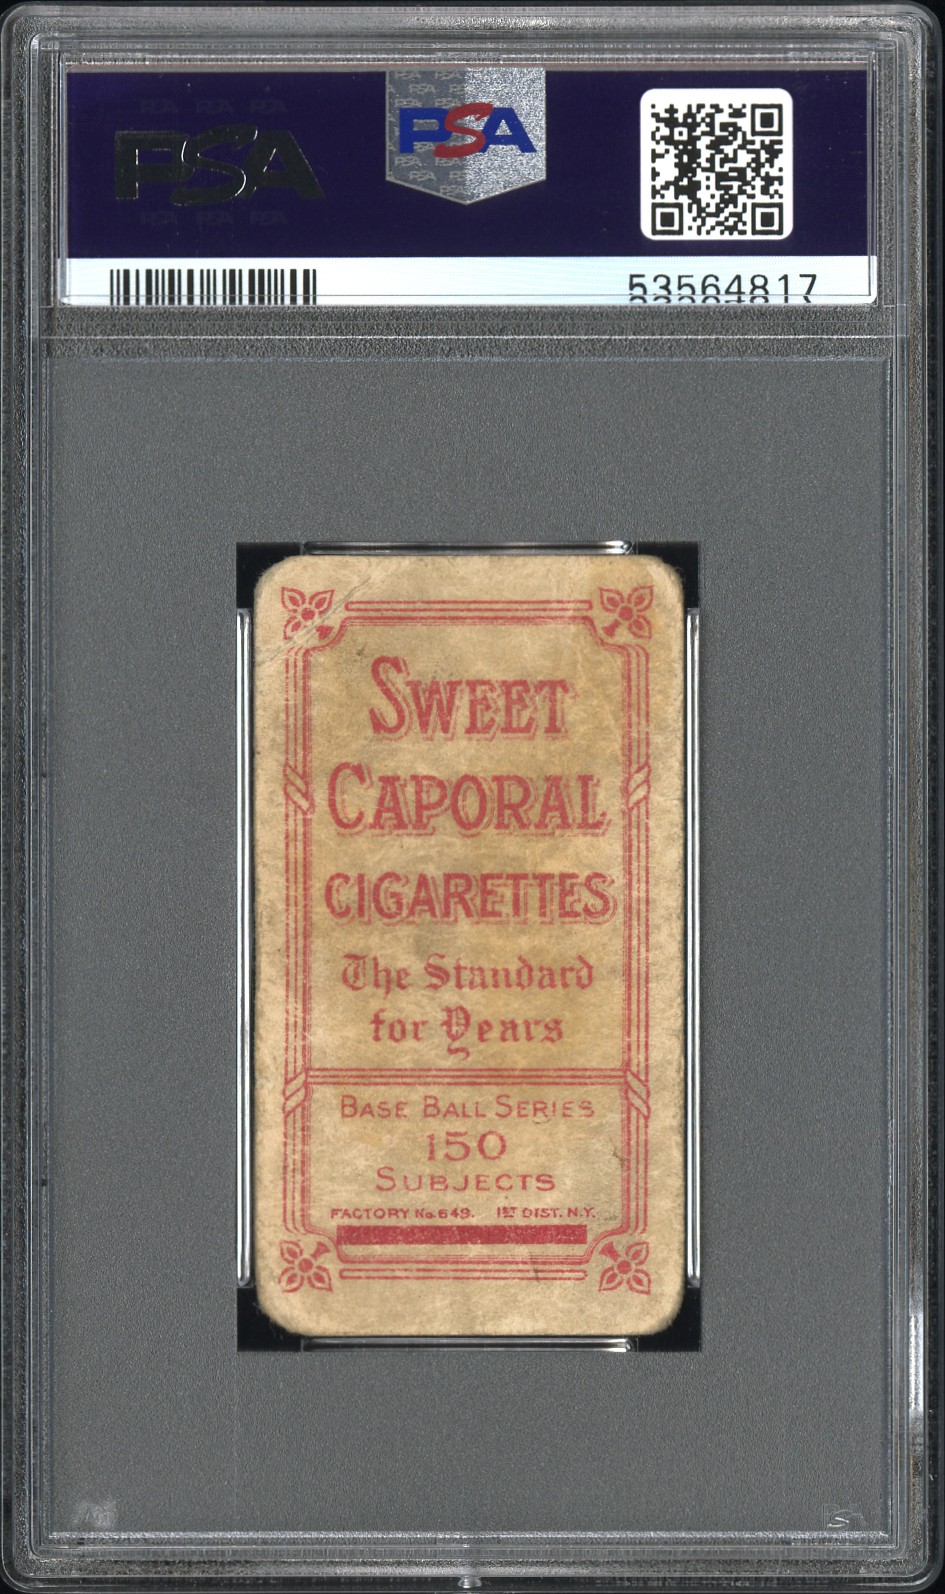 PSA
PSA
53564817
SWEET
CAPORAL
CIGARETTES
The Standard
for Years
BASE BALL SERIES
150
SUBJECTS
FACTORY No. 649. 1ST DIST. N.Y.